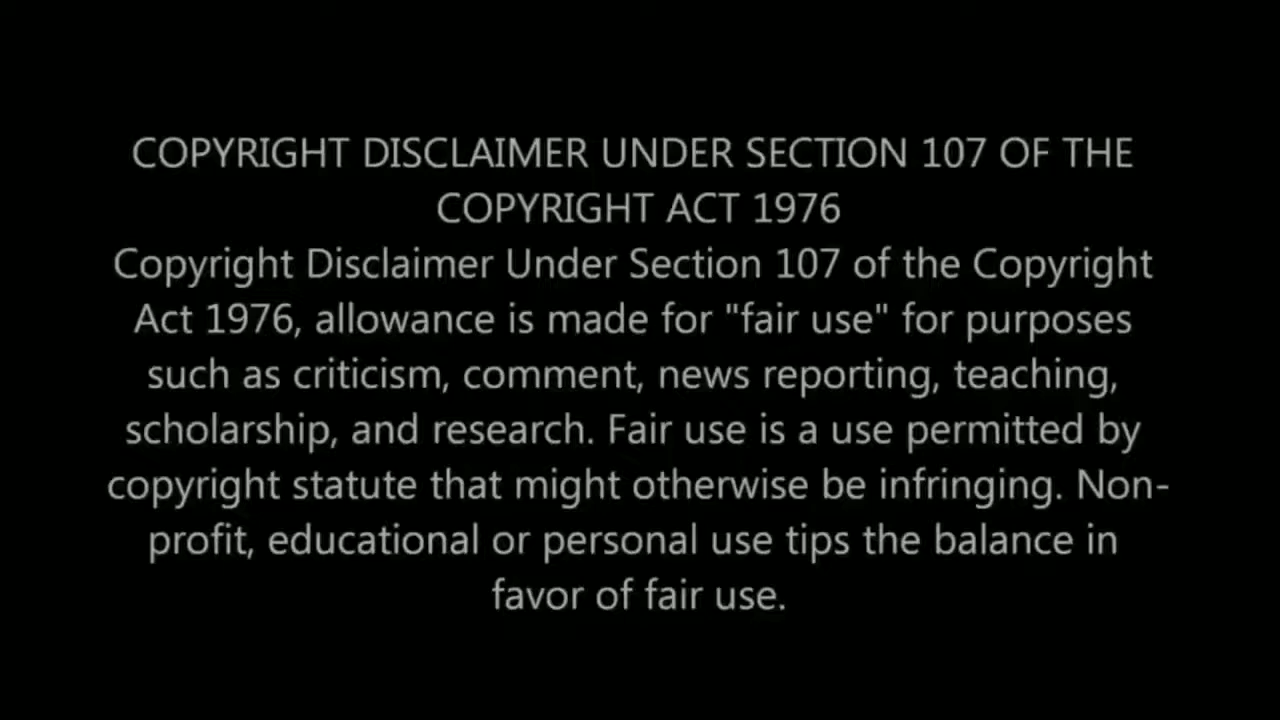 COPYRIGHT DISCLAIMER UNDER SECTION 107 OF THE
COPYRIGHT ACT 1976
Copyright Disclaimer Under Section 107 of the Copyright
Act 1976, allowance is made for "fair use" for purposes
such as criticism, comment, news reporting, teaching,
scholarship, and research. Fair use is a use permitted by
copyright statute that might otherwise be infringing. Non-
profit, educational or personal use tips the balance in
favor of fair use.